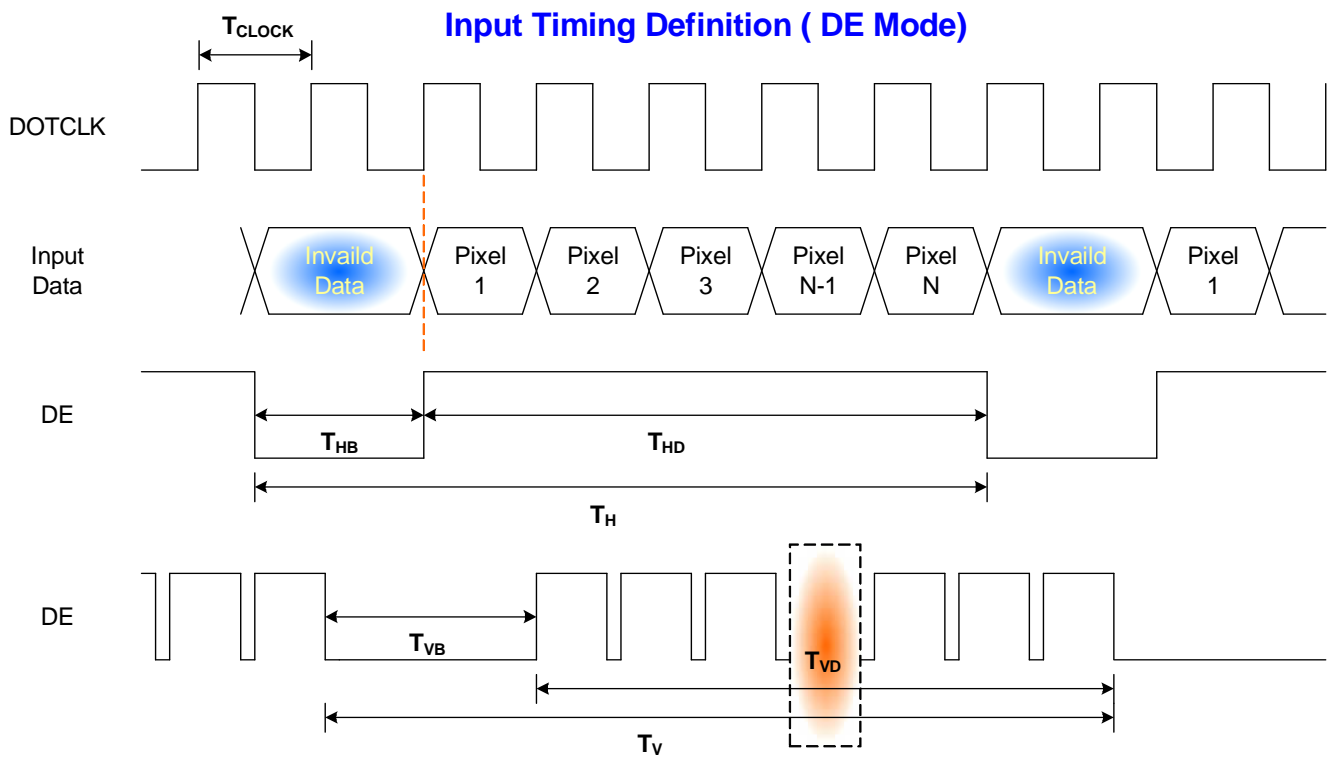 Input Timing Definition ( DE Mode)
TCLOCK
DOTCLK
Input
Data
Invaild
Data
Pixel
1
Pixel
2
Pixel
3
Pixel
N-1
Pixel
N
Invaild
Data
Pixel
1
DE
THB
THD
TH
DE
TVB
TVD
TV